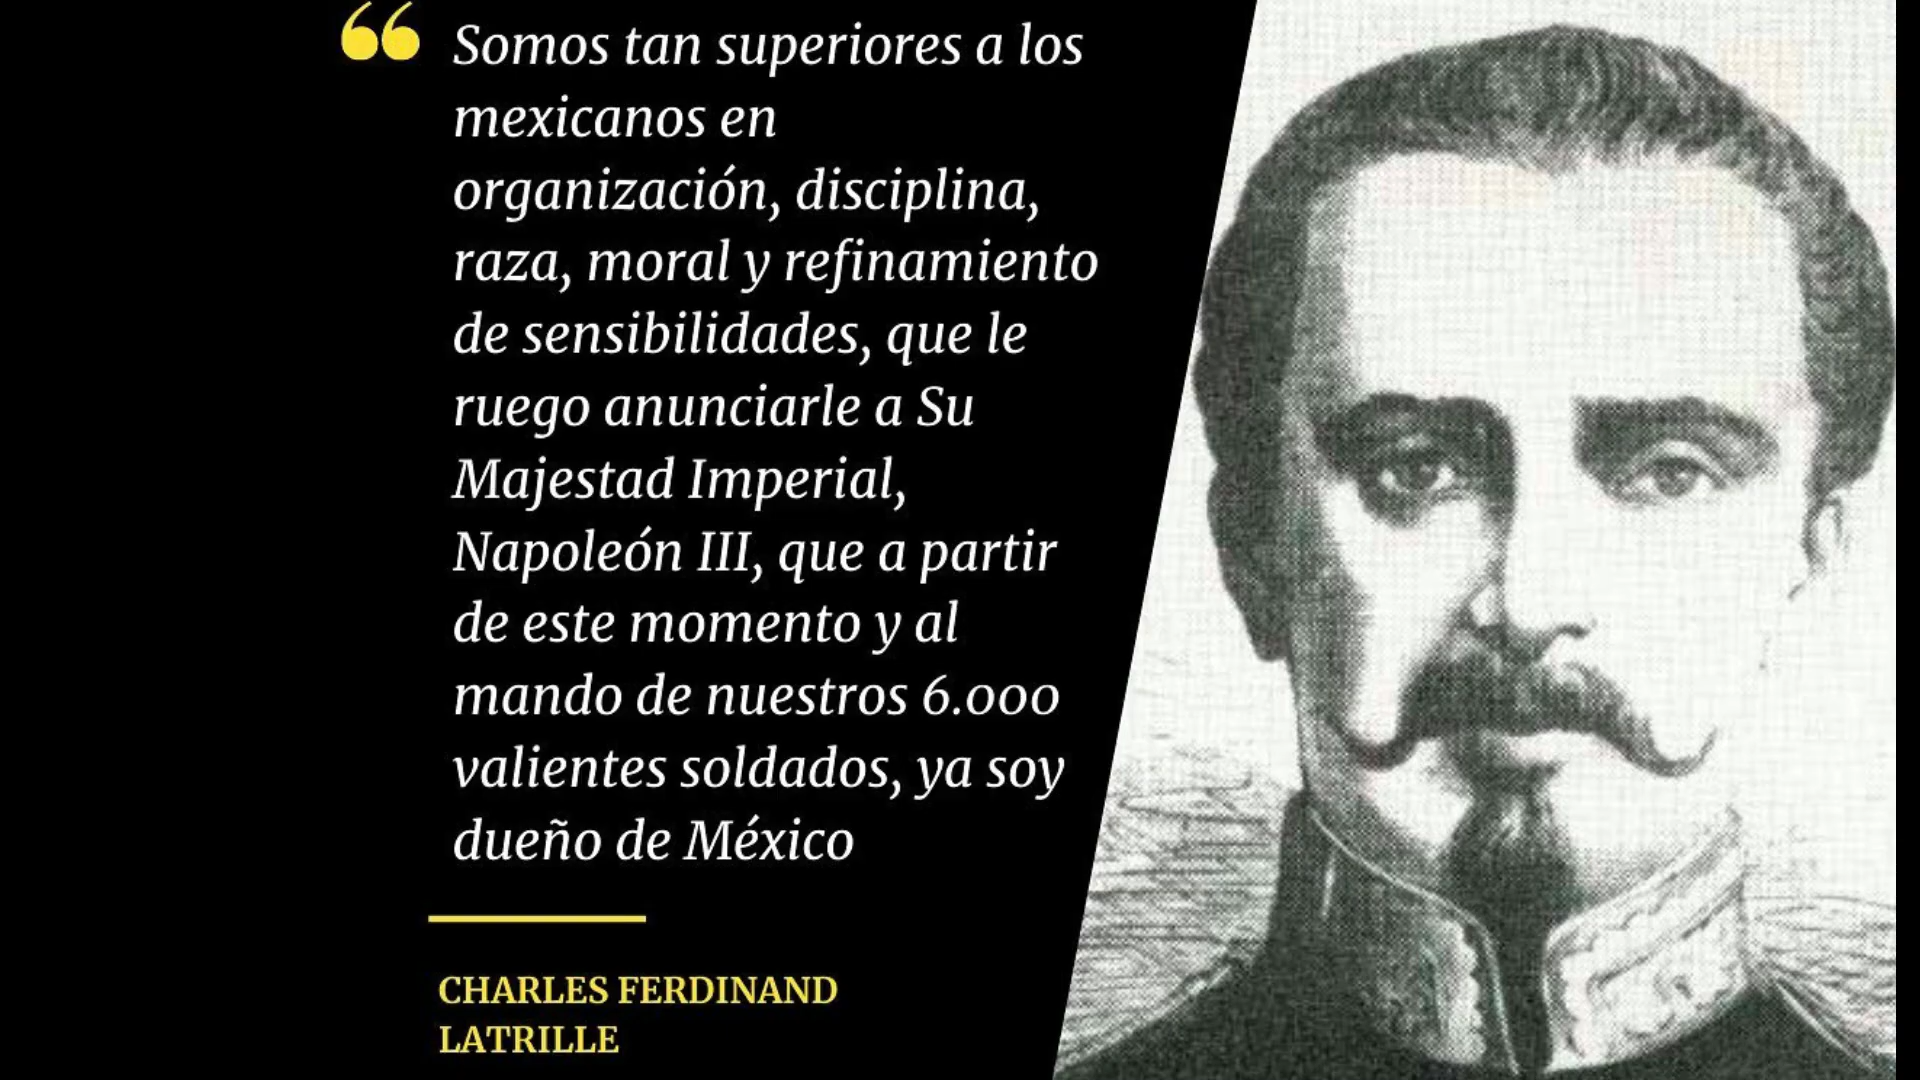 “ Somos tan superiores a los
mexicanos en
organización, disciplina,
raza, moral y refinamiento
de sensibilidades, que le
ruego anunciarle a Su
Majestad Imperial,
Napoleón III, que a partir
de este momento y al
mando de nuestros 6.000
valientes soldados, ya soy
dueño de México
CHARLES FERDINAND
LATRILLE